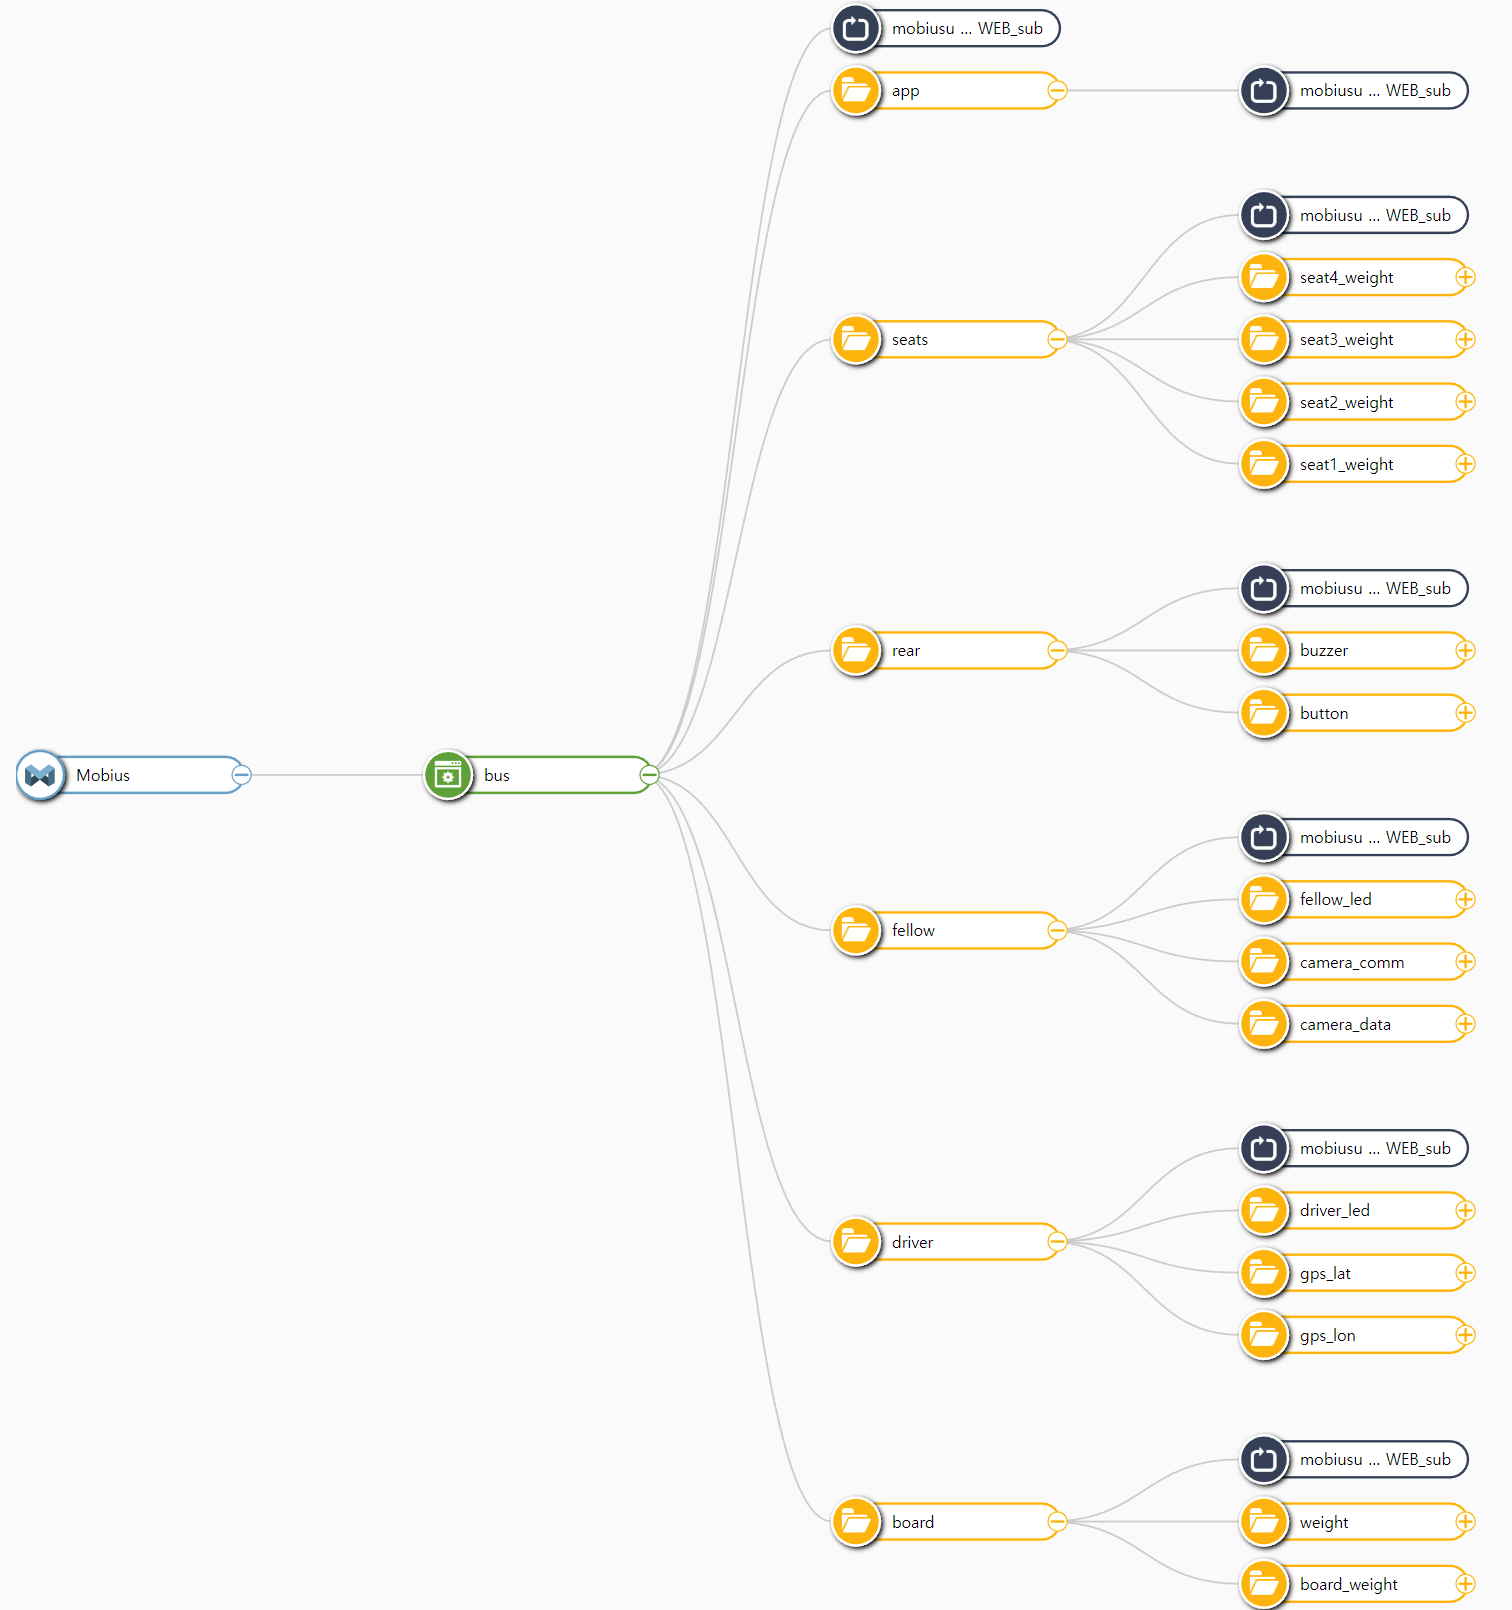 mobiusu ... WEB_sub
app
mobiusu ... WEB_sub
mobiusu ... WEB_sub
seat4_weight
seats
seat3_weight
seat2_weight
seat1_weight
mobiusu ... WEB_sub
rear
buzzer
button
Mobius
bus
mobiusu ... WEB_sub
fellow_led
fellow
camera_comm
camera_data
mobiusu ... WEB_sub
driver_led
driver
gps_lat
gps_lon
mobiusu ... WEB_sub
board
weight
board_weight